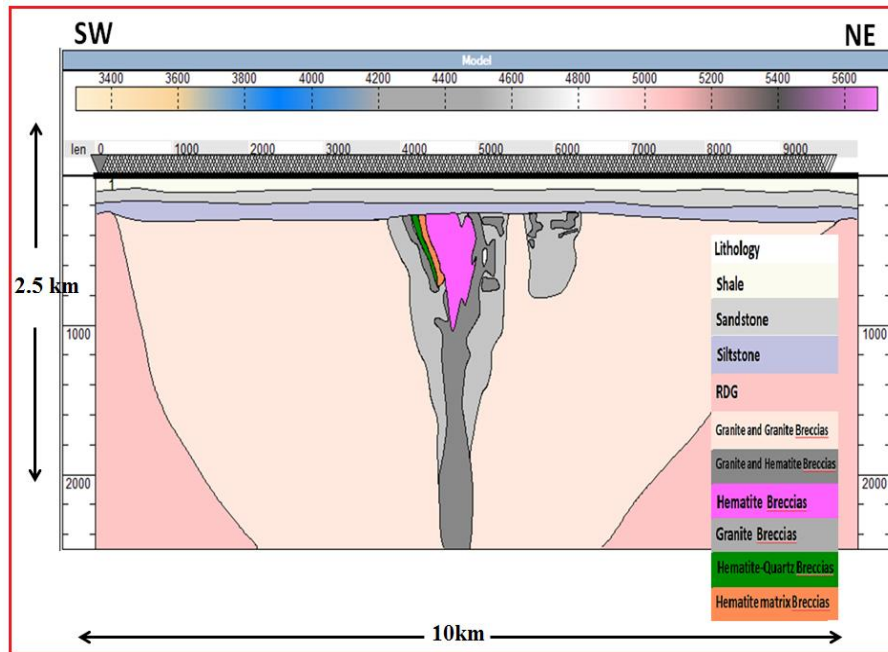 SW
NE
Model
3400 3600 3800 4000 4200 4400 4600 4800 5000 5200 5400 5600
len 0 1000 2000 3000 4000 5000 6000 8000 9000
1
2.5 km
1000
2000
2000
Lithology
Shale
Sandstone
Siltstone
RDG
Granite and Granite Breccias
Granite and Hematite Breccias
Hematite Breccias
Granite Breccias
Hematite-Quartz Breccias
Hematite matrix Breccias
10km